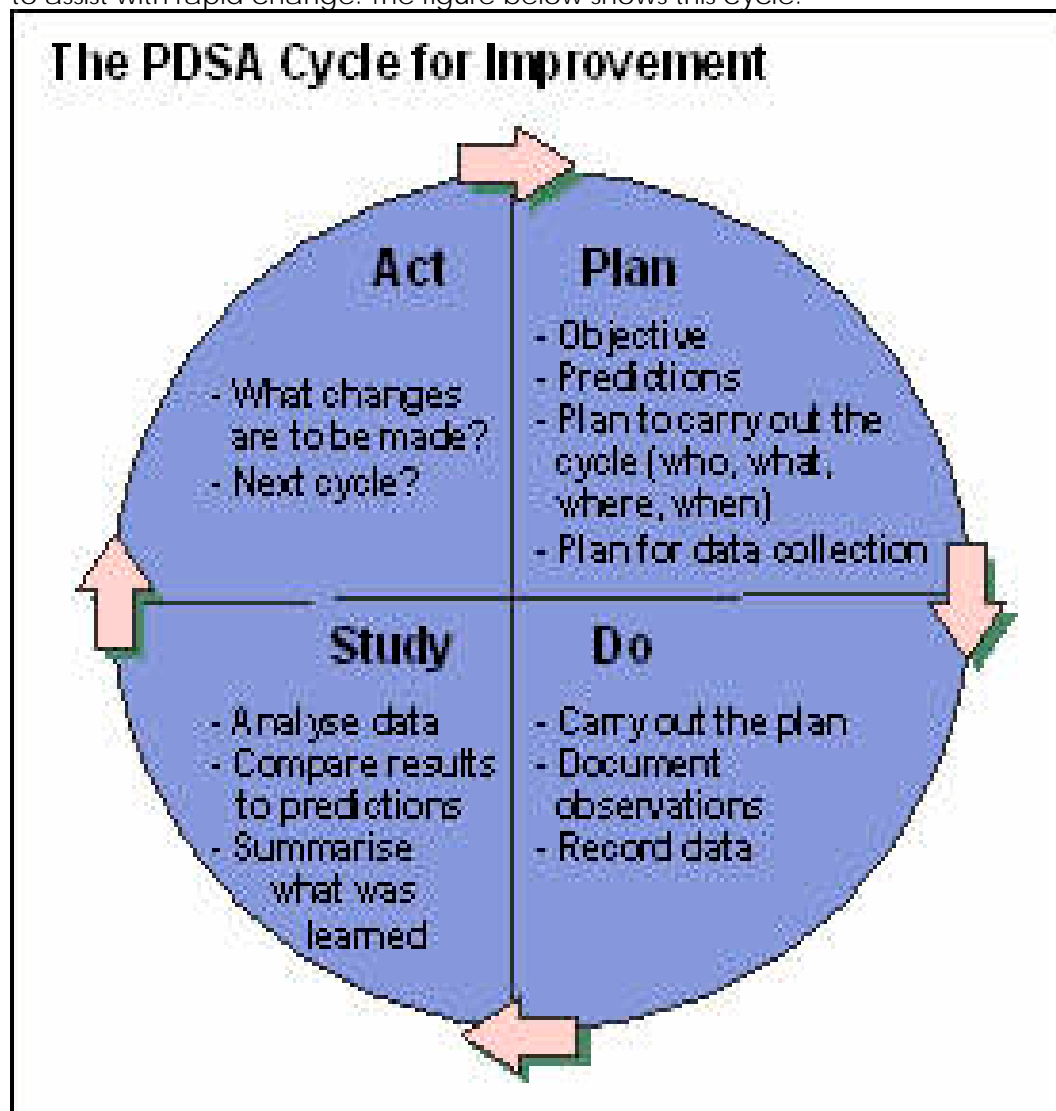 to assist with rapid change. The figure below shows this cycle.
The PDSA Cycle for Improvement
Act
- What changes
are to be made?
- Next cycle?
Plan
- Objective
- Predictions
- Plan to carry out the
cycle (who, what,
where, when)
- Plan for data collection
Study
- Analyse data
- Compare results
to predictions
- Summarise
what was
learned
Do
- Carry out the plan
- Document
observations
- Record data